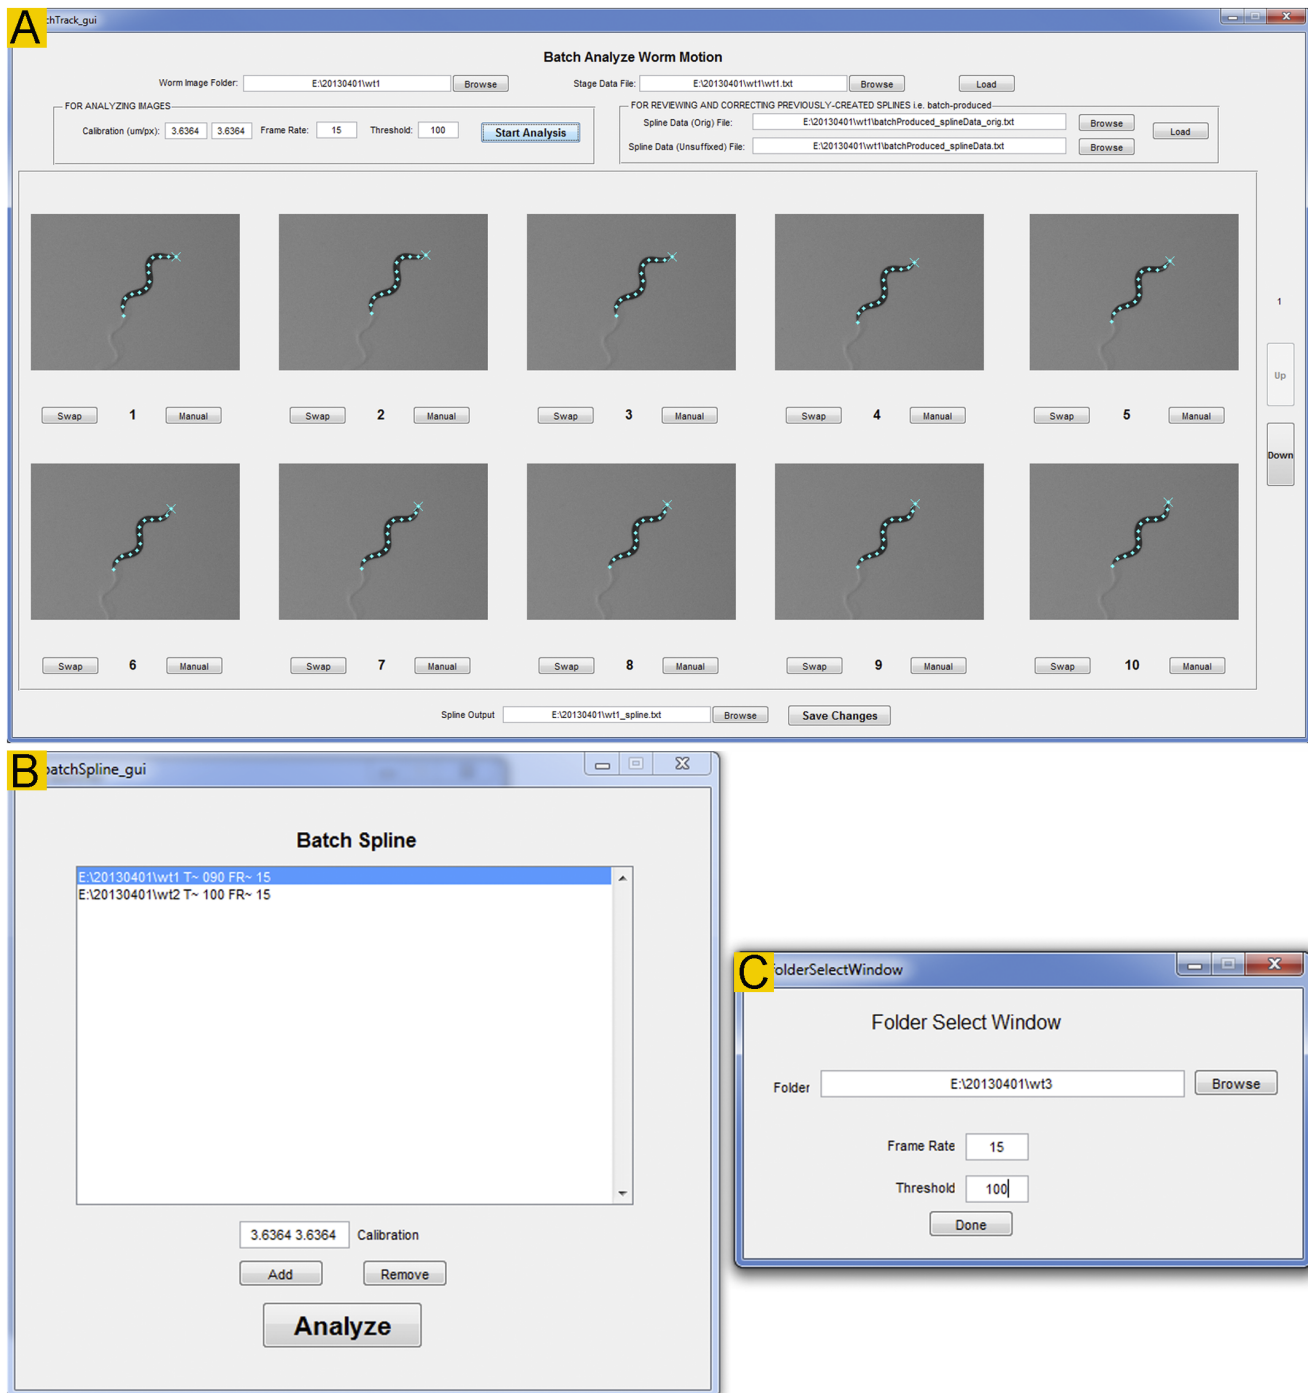 A
chTrack_gui
Batch Analyze Worm Motion
Worm Image Folder: E:\20130401\wt1 Browse Stage Data File: E:\20130401\wt1\wt1.txt Browse Load
FOR ANALYZING IMAGES FOR REVIEWING AND CORRECTING PREVIOUSLY-CREATED SPLINES i.e. batch-produced
Calibration (um/px): 3.6364 3.6364 Frame Rate: 15 Threshold: 100 Start Analysis
Spline Data (Orig) File: E:\20130401\wt1\batchProduced_splineData_orig.txt Browse Load
Spline Data (Unsuffixed) File: E:\20130401\wt1\batchProduced_splineData.txt Browse
1
Up
Swap 1 Manual Swap 2 Manual Swap 3 Manual Swap 4 Manual Swap 5 Manual
Down
Swap 6 Manual Swap 7 Manual Swap 8 Manual Swap 9 Manual Swap 10 Manual
Spline Output E:\20130401\wt1_spline.txt Browse Save Changes
B
batchSpline_gui
Batch Spline
E:\20130401\wt1 T~ 090 FR~ 15
E:\20130401\wt2 T~ 100 FR~ 15
3.6364 3.6364 Calibration
Add Remove
Analyze
C
olderSelectWindow
Folder Select Window
Folder E:\20130401\wt3 Browse
Frame Rate 15
Threshold 100
Done